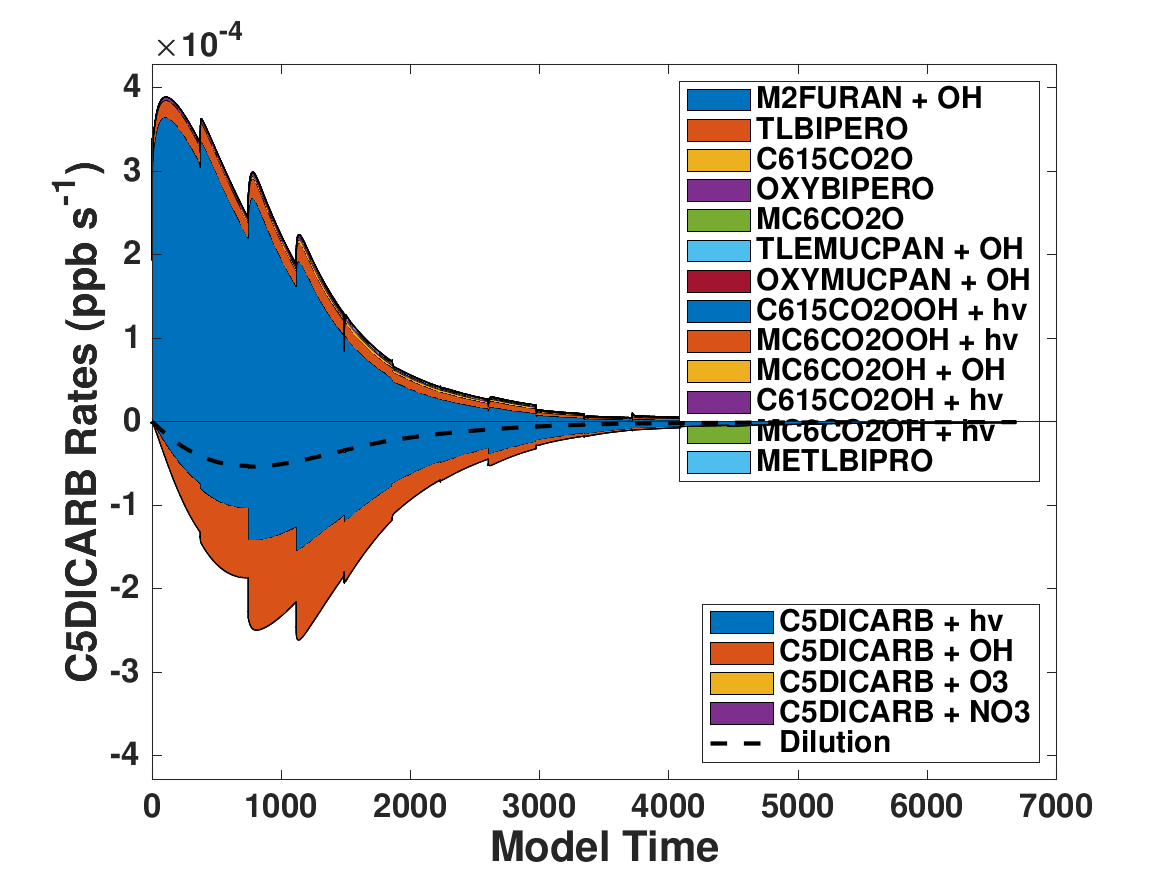 ×10-4
4
3
2
1
0
-1
-2
-3
-4
C5DICARB Rates (ppb s-1)
M2FURAN + OH
TLBIPERO
C615CO2O
OXYBIPERO
MC6CO2O
TLEMUCPAN + OH
OXYMUCPAN + OH
C615CO2OOH + hv
MC6CO2OOH + hv
MC6CO2OH + OH
C615CO2OH + hv
MC6CO2OH + hv
METLBIPRO
C5DICARB + hv
C5DICARB + OH
C5DICARB + O3
C5DICARB + NO3
Dilution
0 1000 2000 3000 4000 5000 6000 7000
Model Time